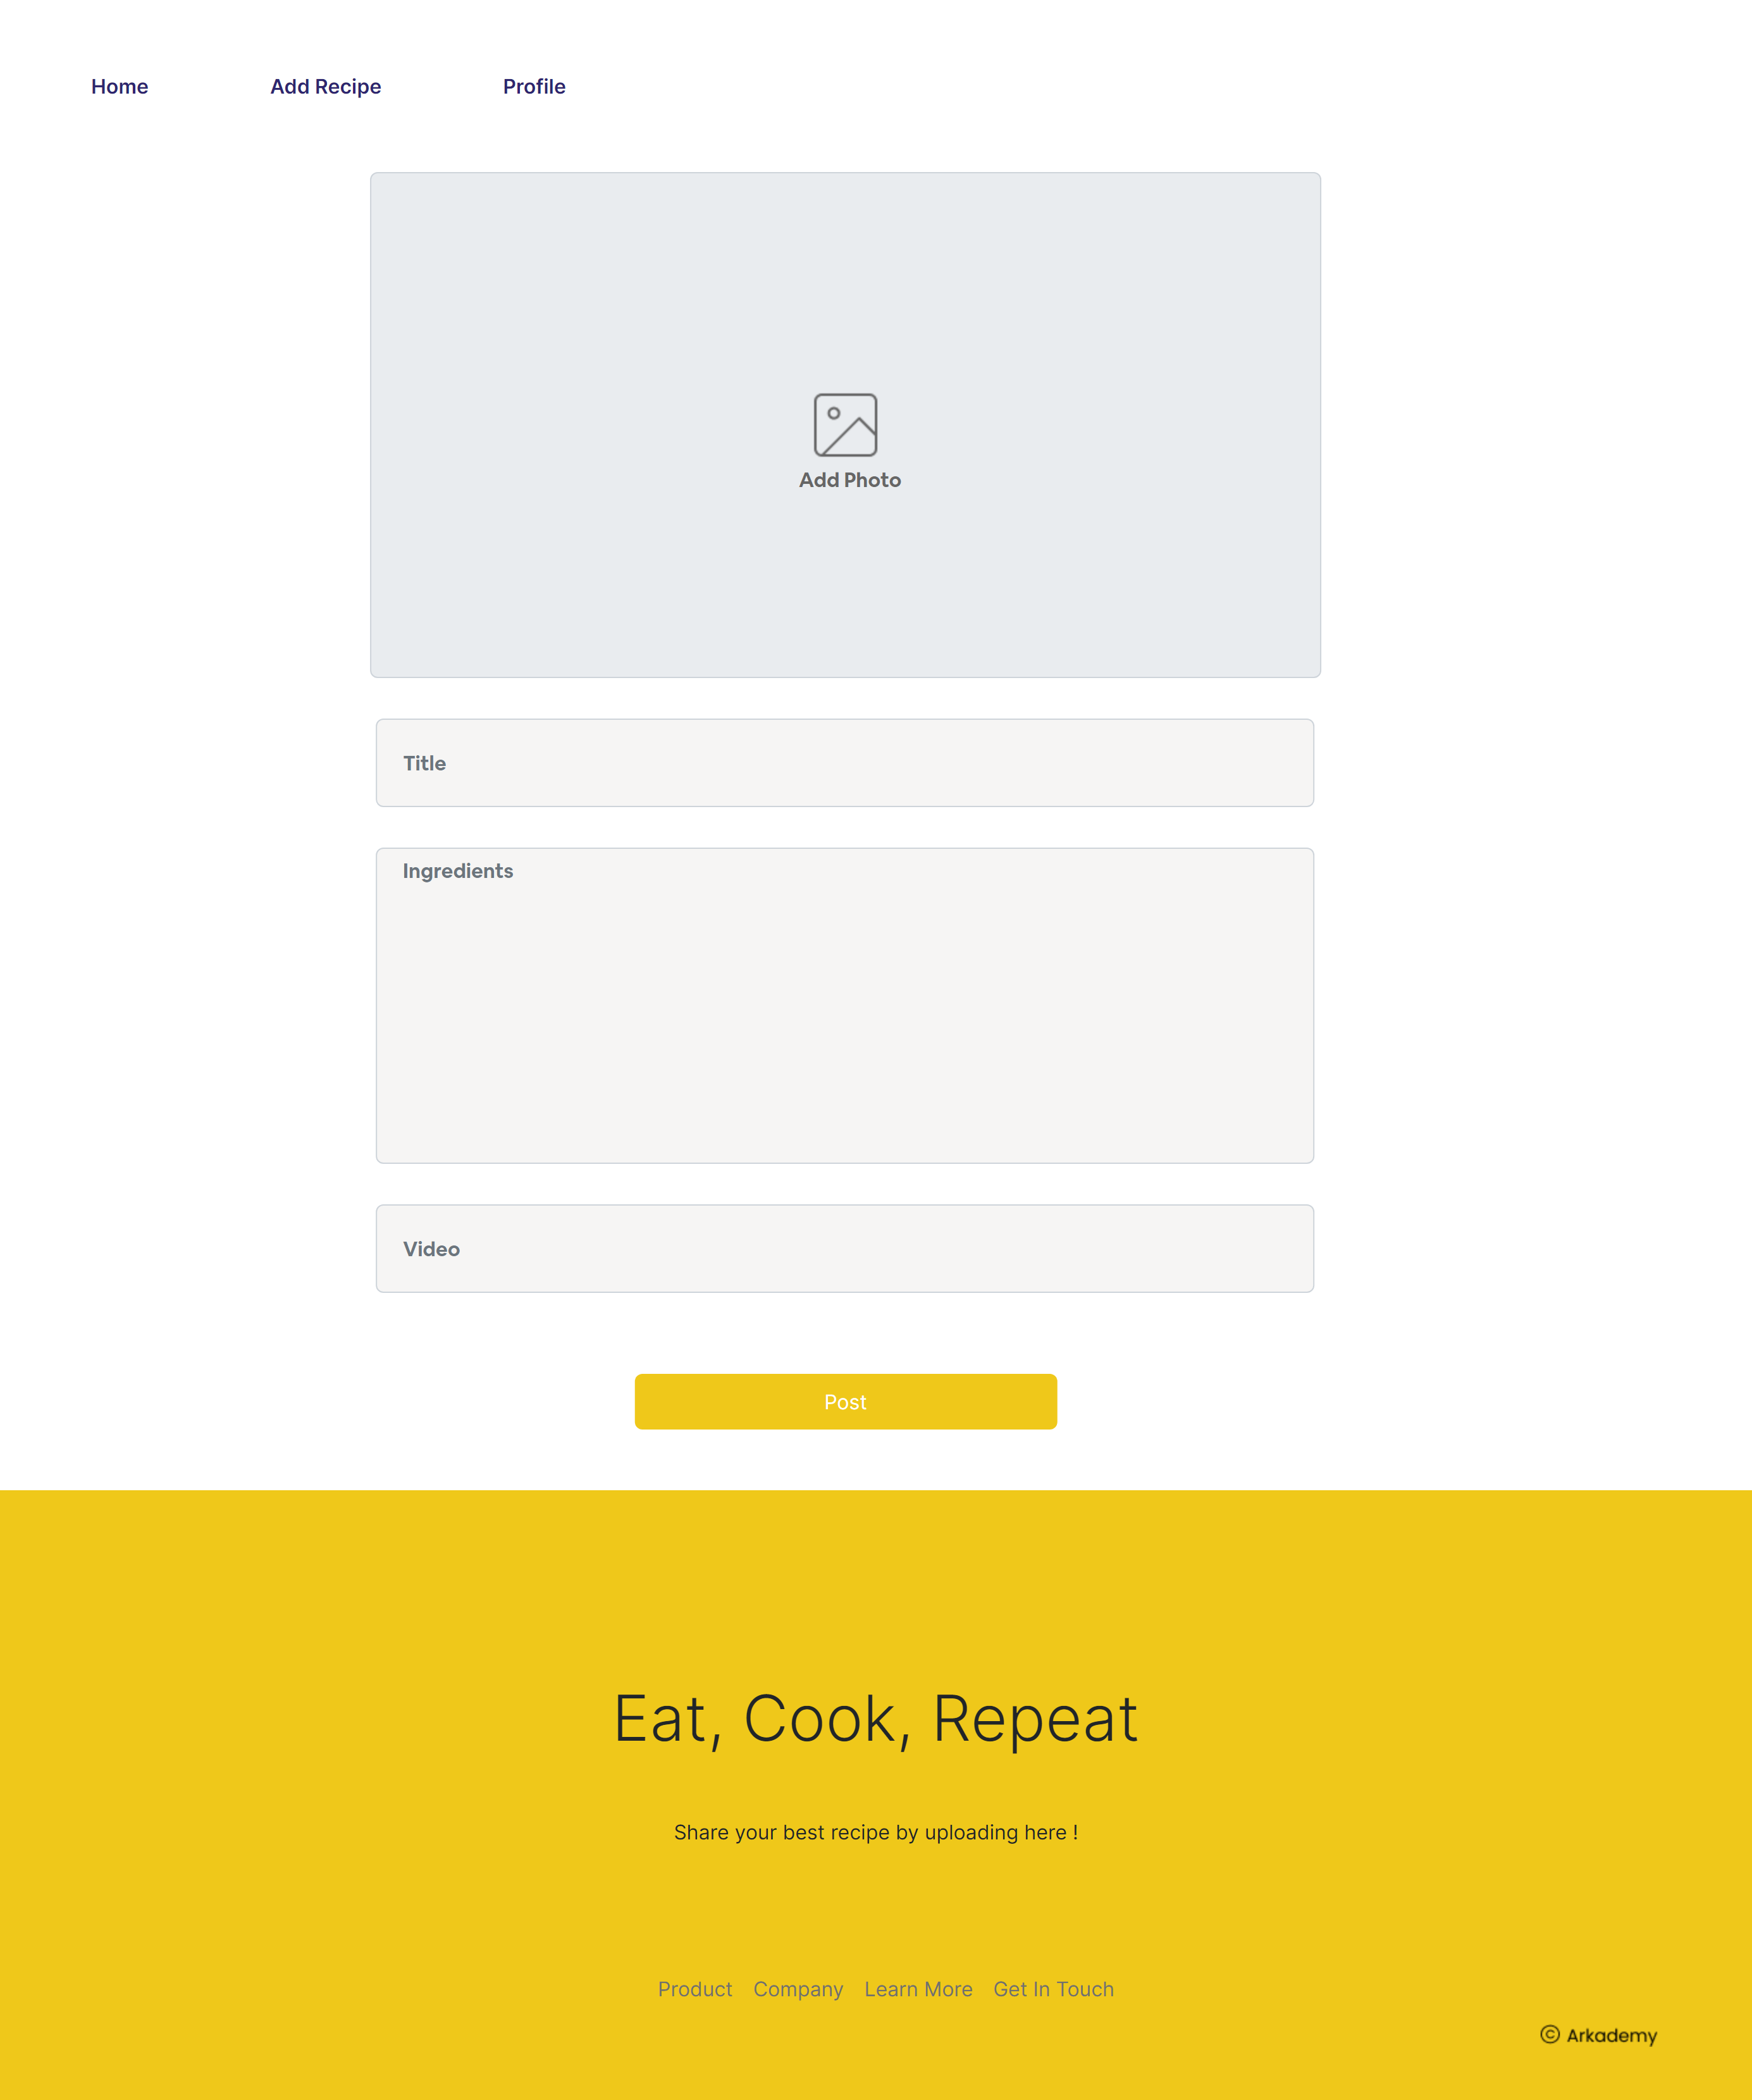 Home Add Recipe Profile
Add Photo
Title
Ingredients
Video
Post
Eat, Cook, Repeat
Share your best recipe by uploading here !
Product Company Learn More Get In Touch
© Arkademy